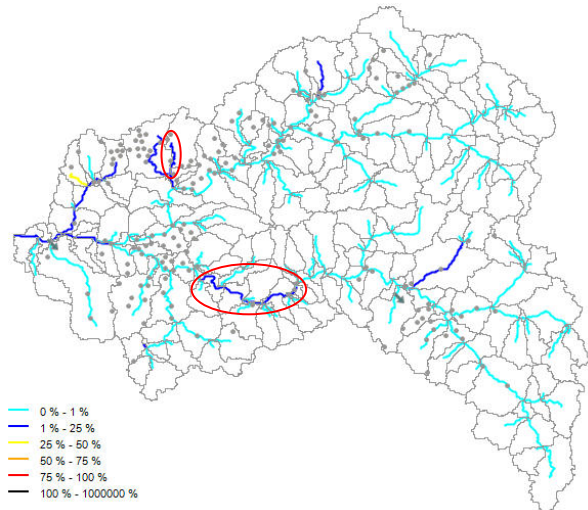 0 % - 1 %
1 % - 25 %
25 % - 50 %
50 % - 75 %
75 % - 100 %
100 % - 1000000 %